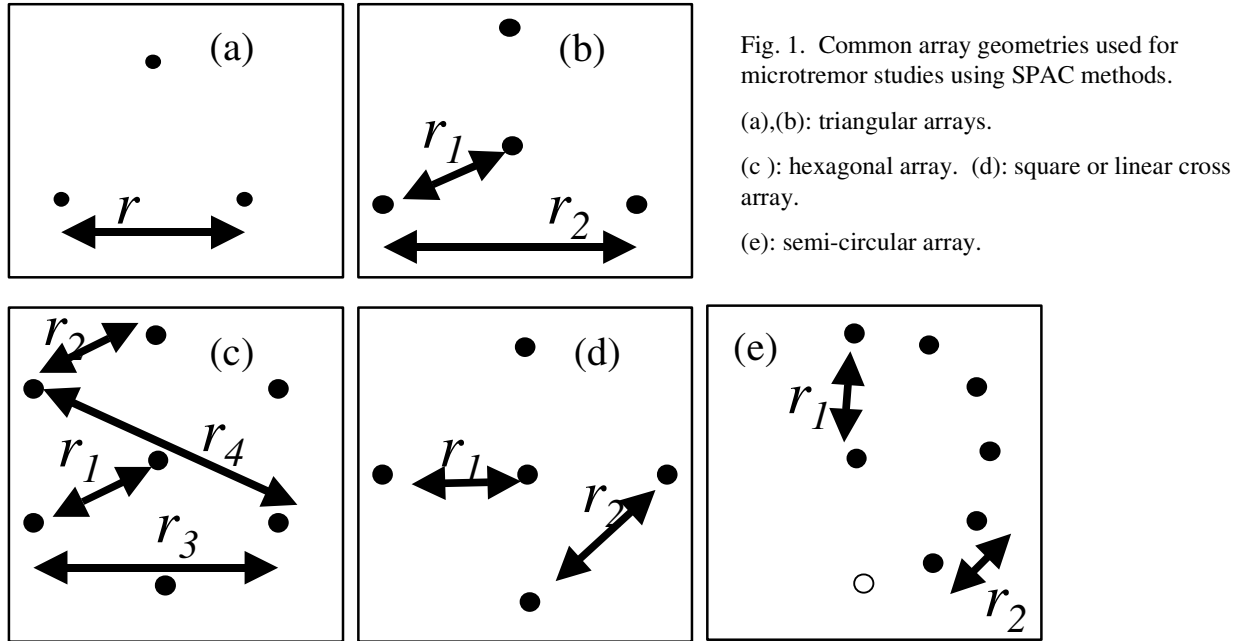 (a)
r
(b)
r1
r2
Fig. 1. Common array geometries used for
microtremor studies using SPAC methods.
(a),(b): triangular arrays.
(c ): hexagonal array. (d): square or linear cross
array.
(e): semi-circular array.
(c)
r2
r4
r1
r3
(d)
r1
r2
(e)
r1
r2